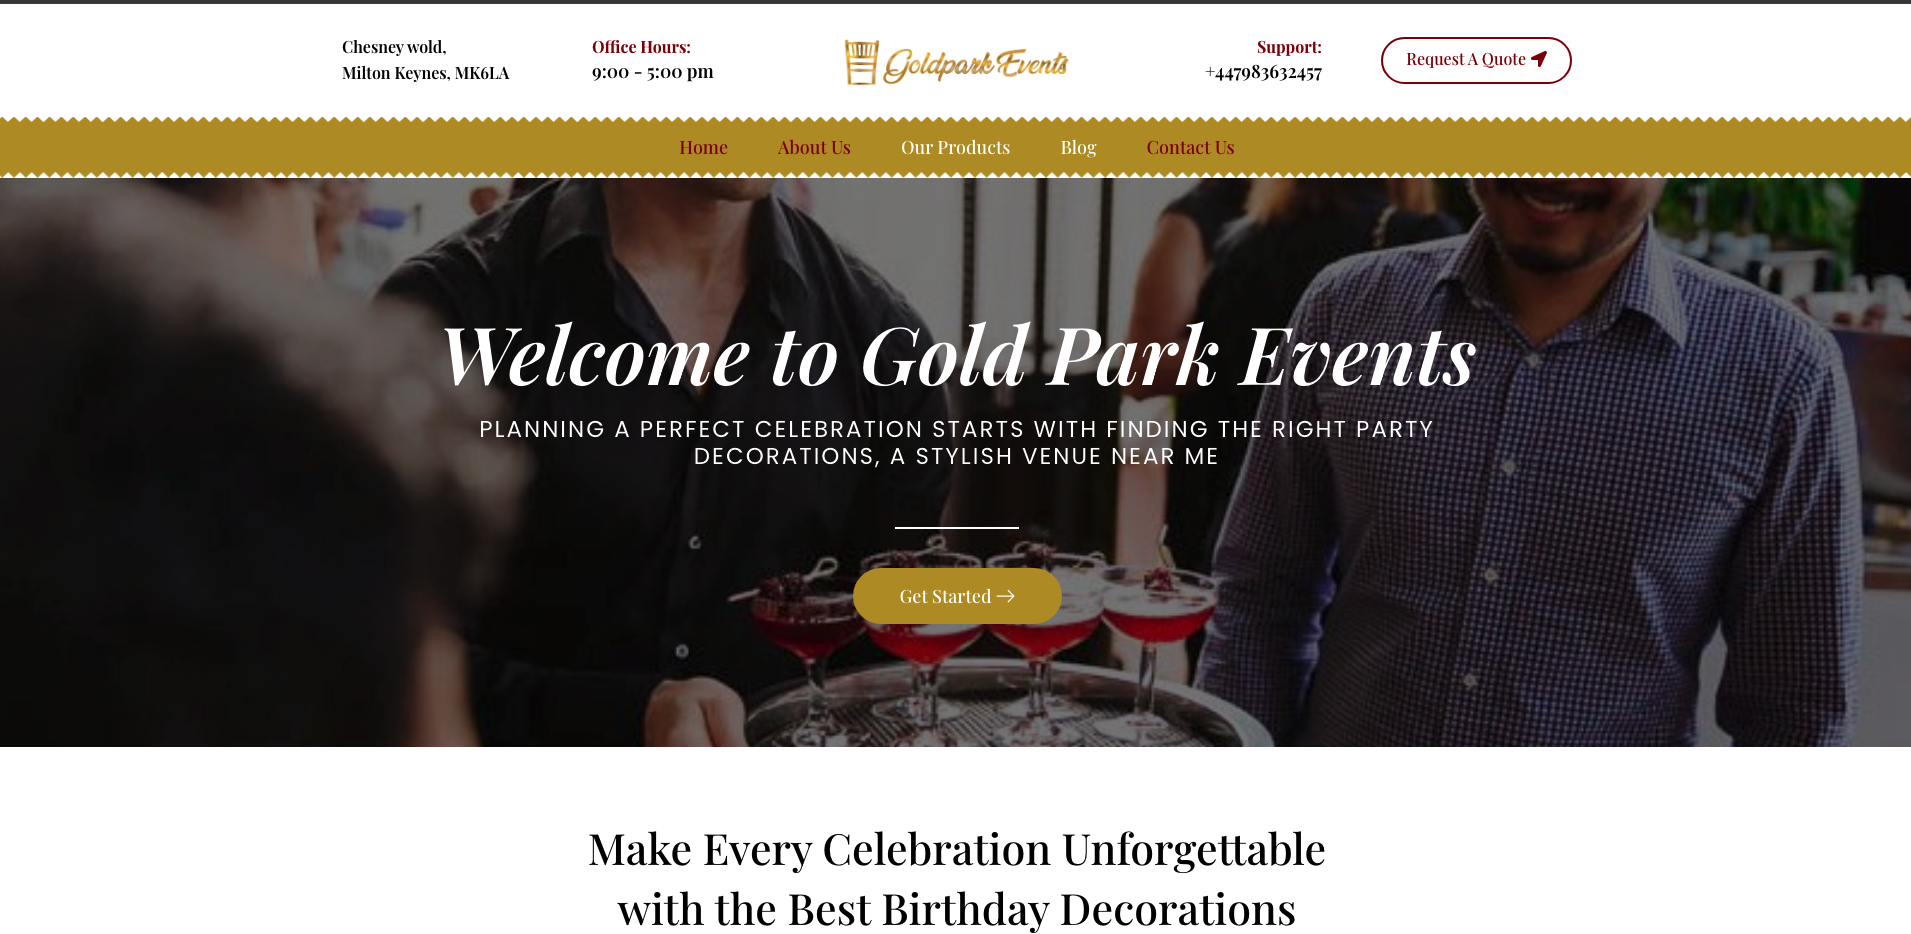 Chesney wold,
Milton Keynes, MK6LA
Office Hours:
9:00 - 5:00 pm
Goldpark Events
Support:
+447983632457
Request A Quote
Home
About Us
Our Products
Blog
Contact Us
Welcome to Gold Park Events
PLANNING A PERFECT CELEBRATION STARTS WITH FINDING THE RIGHT PARTY
DECORATIONS, A STYLISH VENUE NEAR ME
Get Started
Make Every Celebration Unforgettable
with the Best Birthday Decorations